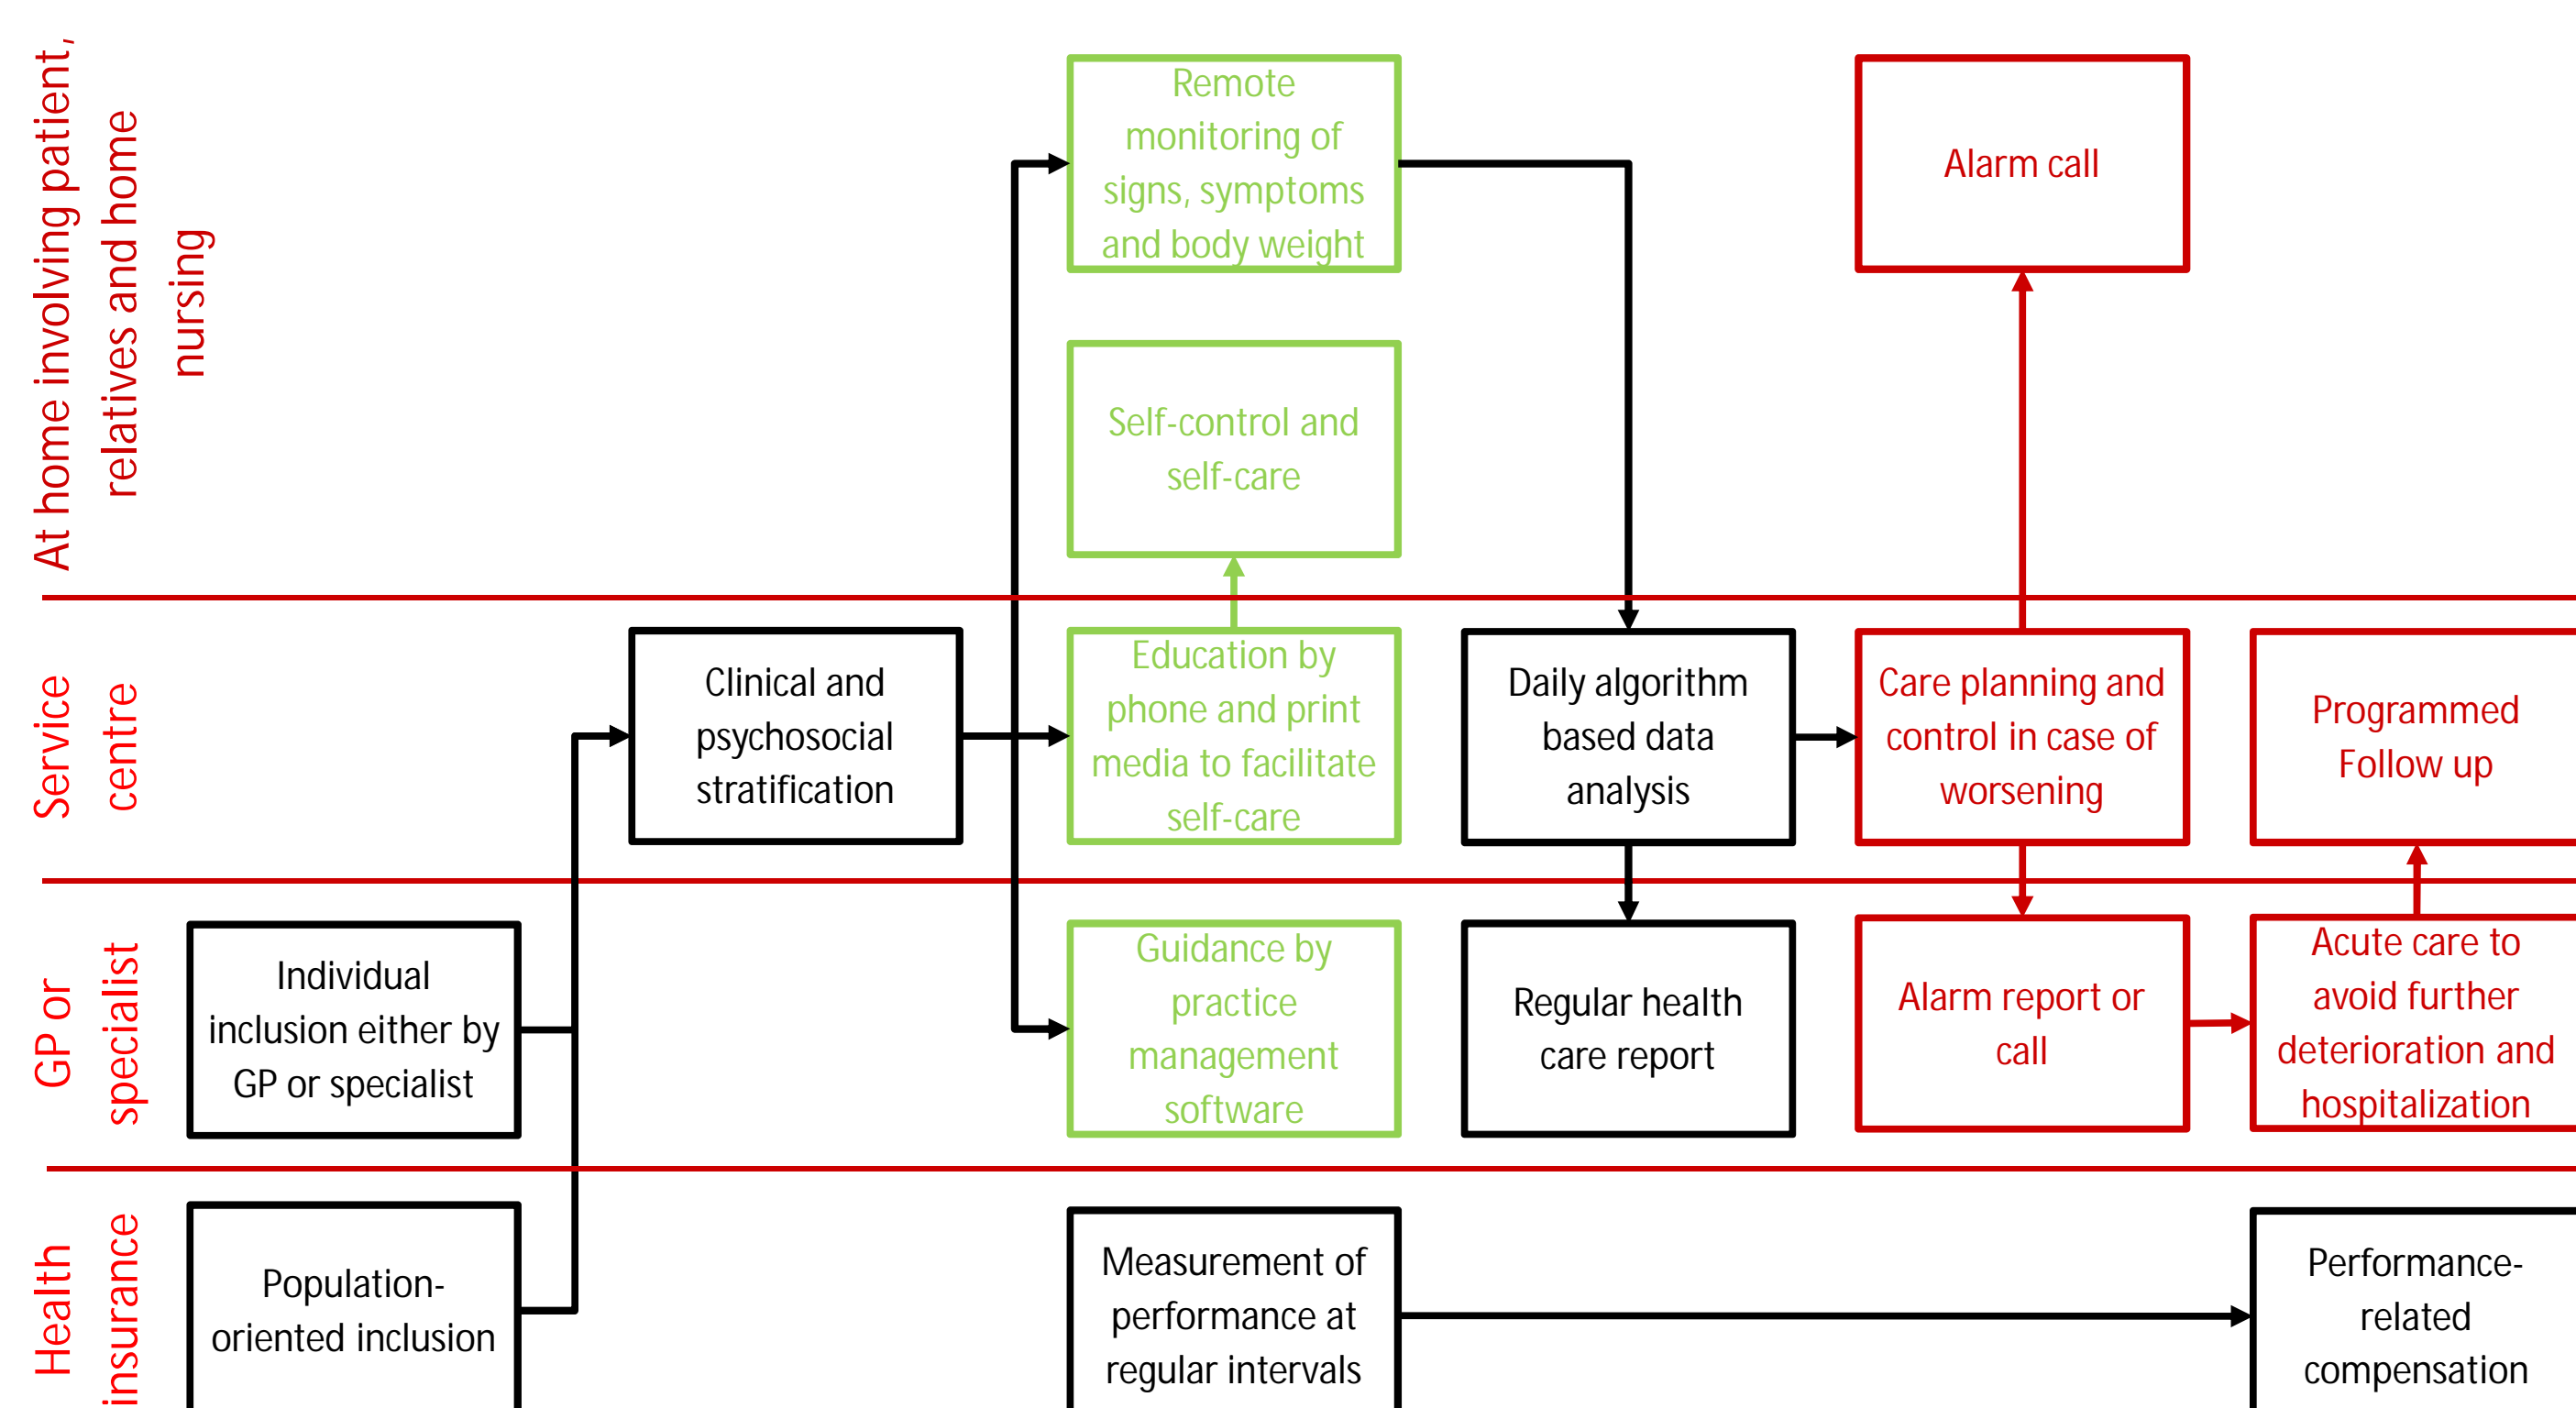 At home involving patient,
relatives and home
nursing
Remote
monitoring of
signs, symptoms
and body weight
Alarm call
Self-control and
self-care
Service
centre
Clinical and
psychosocial
stratification
Education by
phone and print
media to facilitate
self-care
Daily algorithm
based data
analysis
Care planning and
control in case of
worsening
Programmed
Follow up
GP or
specialist
Individual
inclusion either by
GP or specialist
Guidance by
practice
management
software
Regular health
care report
Alarm report or
call
Acute care to
avoid further
deterioration and
hospitalization
Health
insurance
Population-
oriented inclusion
Measurement of
performance at
regular intervals
Performance-
related
compensation